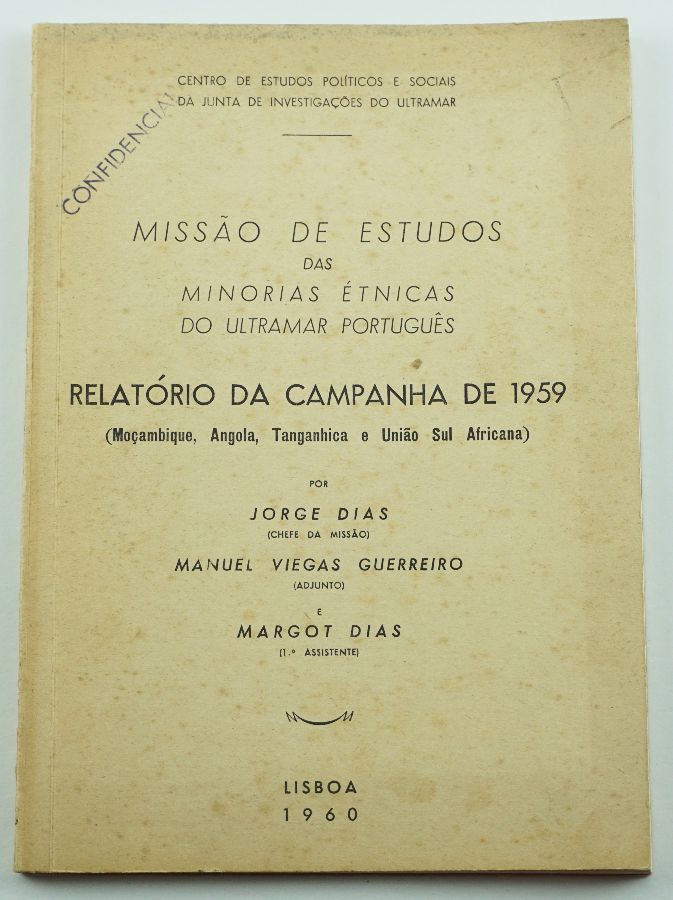 CENTRO DE ESTUDOS POLÍTICOS E SOCIAIS
DA JUNTA DE INVESTIGAÇÕES DO ULTRAMAR
CONFIDENCIAL
MISSÃO DE ESTUDOS
DAS
MINORIAS ÉTNICAS
DO ULTRAMAR PORTUGUÊS
RELATÓRIO DA CAMPANHA DE 1959
(Moçambique, Angola, Tanganhica e União Sul Africana)
POR
JORGE DIAS
(CHEFE DA MISSÃO)
MANUEL VIEGAS GUERREIRO
(ADJUNTO)
E
MARGOT DIAS
(1.º ASSISTENTE)
LISBOA
1960